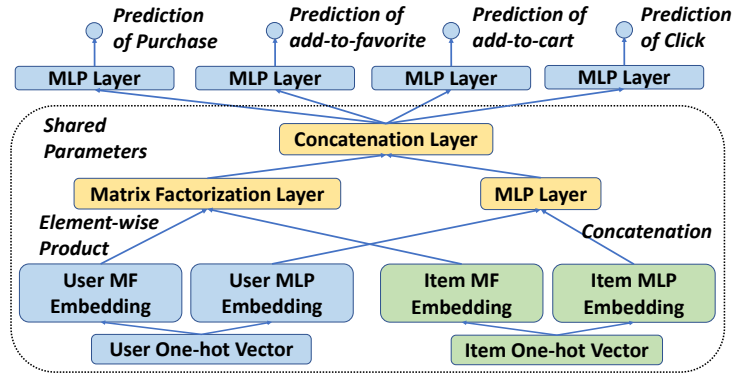 Prediction
of Purchase
Prediction of
add-to-favorite
Prediction of
add-to-cart
Prediction
of Click
MLP Layer
MLP Layer
MLP Layer
MLP Layer
Shared
Parameters
Concatenation Layer
Matrix Factorization Layer
MLP Layer
Element-wise
Product
Concatenation
User MF
Embedding
User MLP
Embedding
Item MF
Embedding
Item MLP
Embedding
User One-hot Vector
Item One-hot Vector